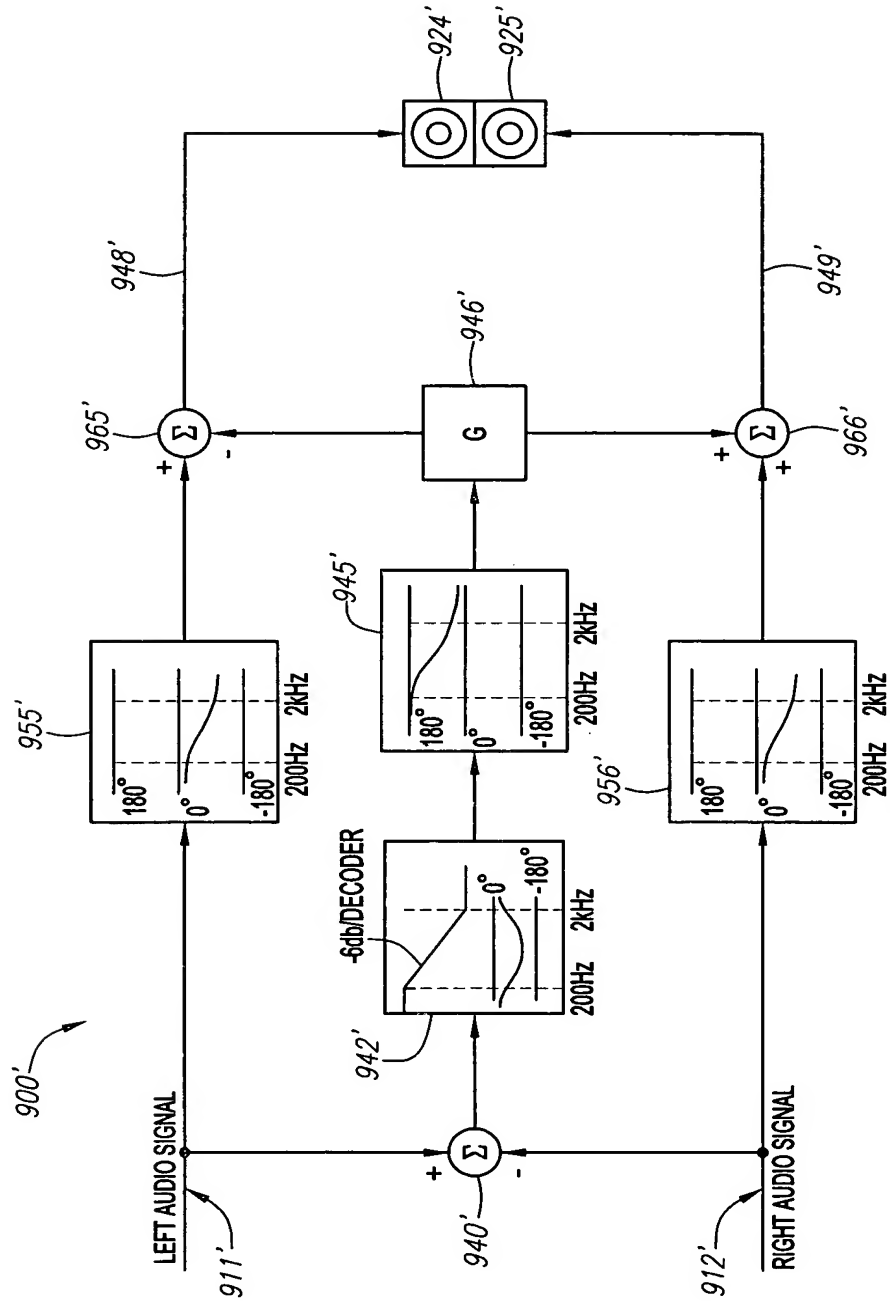 900'
LEFT AUDIO SIGNAL
911'
955'
180°
0°
-180°
200Hz
2kHz
+
-
Σ
965'
948'
+
-
Σ
940'
942'
-6db/DECODER
0°
-180°
200Hz
2kHz
945'
180°
0°
-180°
200Hz
2kHz
G
946'
924'
925'
RIGHT AUDIO SIGNAL
912'
956'
180°
0°
-180°
200Hz
2kHz
+
+
Σ
966'
949'